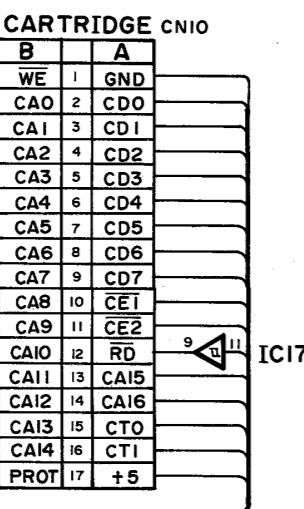 CARTRIDGE CN10
B A
WE 1 GND
CA0 2 CD0
CA1 3 CD1
CA2 4 CD2
CA3 5 CD3
CA4 6 CD4
CA5 7 CD5
CA6 8 CD6
CA7 9 CD7
CA8 10 CE1
CA9 11 CE2
CA10 12 RD 9 11 IC17
CA11 13 CA15
CA12 14 CA16
CA13 15 CT0
CA14 16 CT1
PROT 17 +5